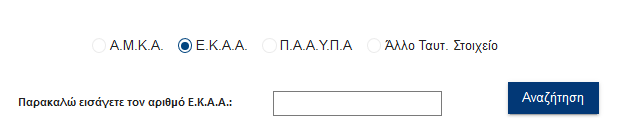 Α.Μ.Κ.Α. Ε.Κ.Α.Α. Π.Α.Α.Υ.Π.Α Άλλο Ταυτ. Στοιχείο
Παρακαλώ εισάγετε τον αριθμό Ε.Κ.Α.Α.: Αναζήτηση